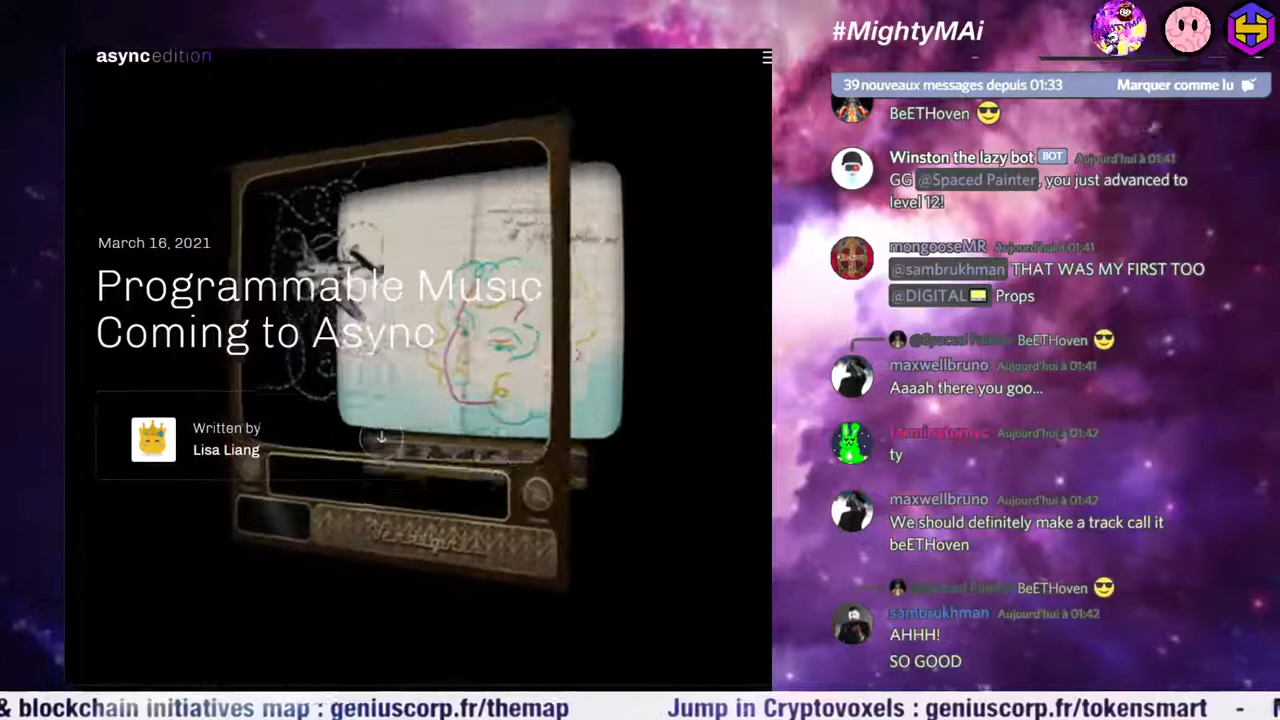 asyncedition
March 16, 2021
Programmable Music
Coming to Async
Written by
Lisa Liang
#MightyMAi
39 nouveaux messages depuis 01:33
Marquer comme lu
BeETHoven 😎
Winston the lazy bot BOT Aujourd'hui à 01:41
GG @Spaced Painter, you just advanced to
level 12!
mongooseMR Aujourd'hui à 01:41
@sambrukhman THAT WAS MY FIRST TOO
@DIGITAL Props
@Spaced Painter BeETHoven 😎
maxwellbruno Aujourd'hui à 01:41
Aaaah there you goo...
Aujourd'hui à 01:42
ty
maxwellbruno Aujourd'hui à 01:42
We should definitely make a track call it
beETHoven
BeETHoven 😎
sambrukhman Aujourd'hui à 01:42
AHHH!
SO GOOD
& blockchain initiatives map : geniuscorp.fr/themap
Jump in Cryptovoxels : geniuscorp.fr/tokensmart -